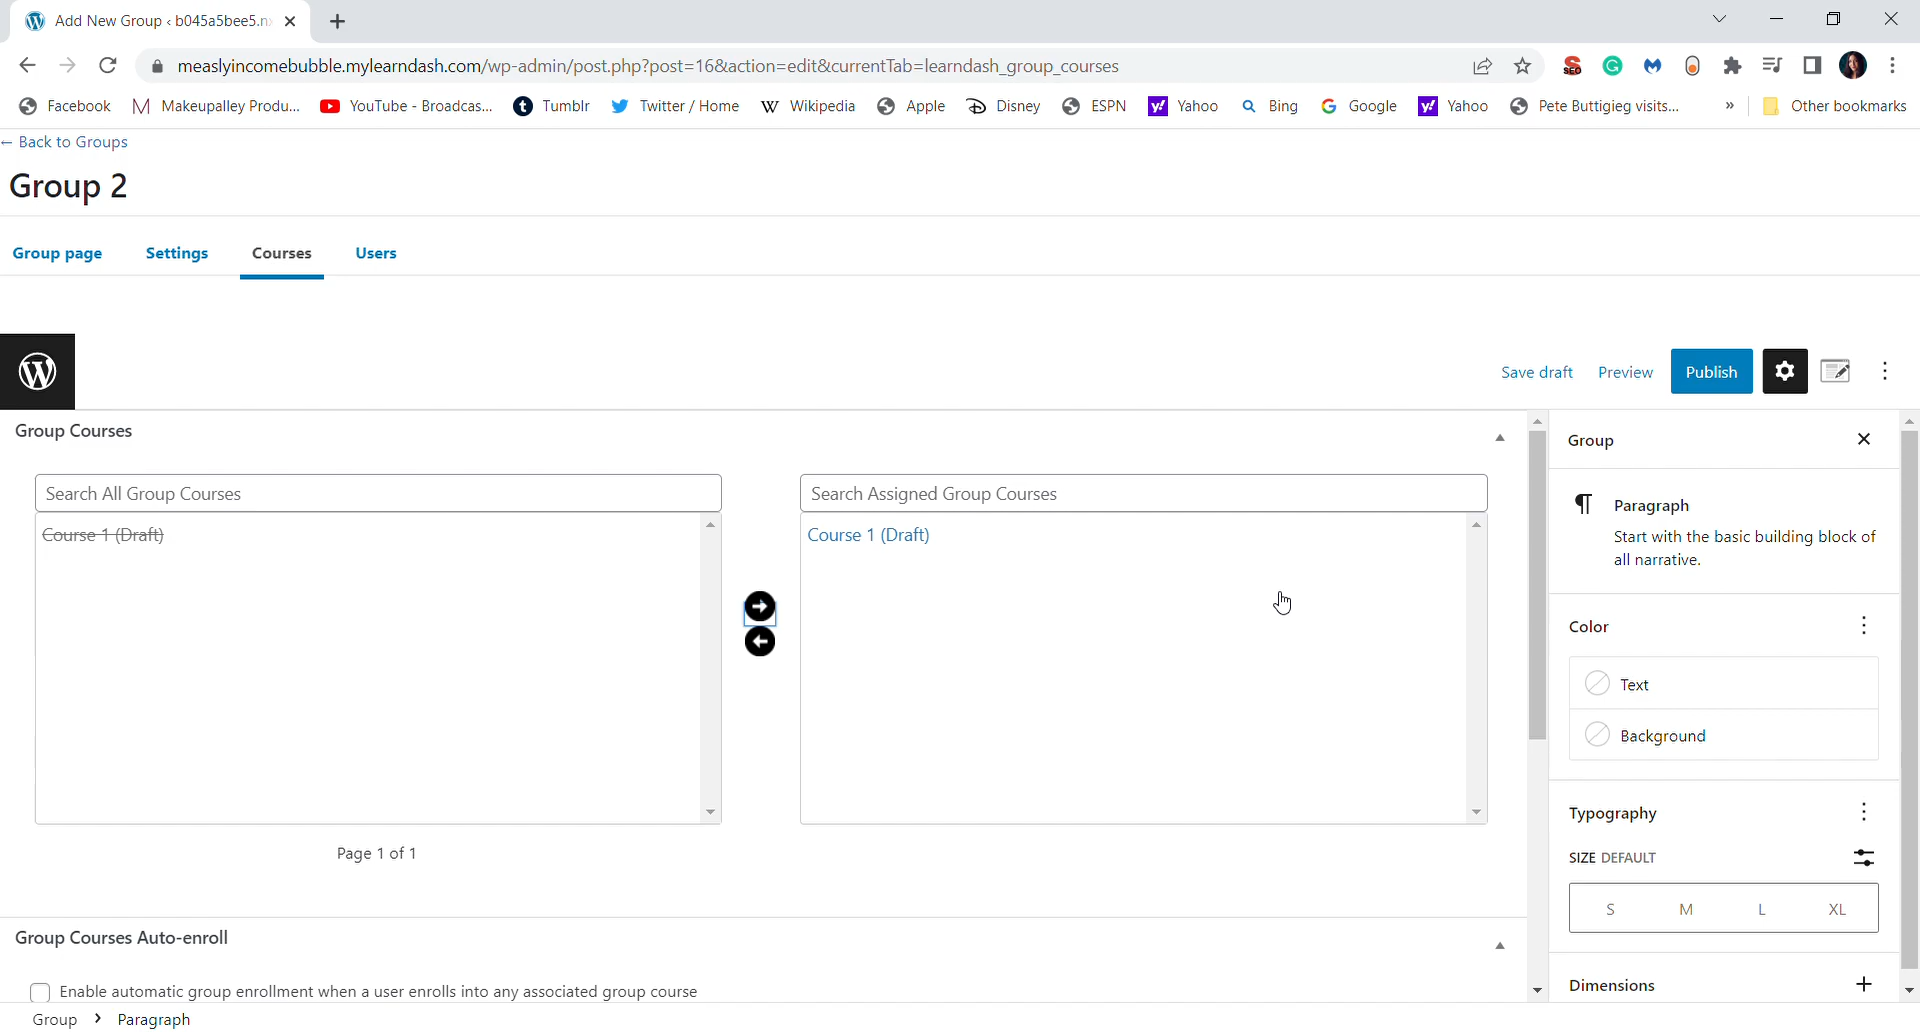 Add New Group ‹ b045a5bee5.n
measlyincomebubble.mylearndash.com/wp-admin/post.php?post=16&action=edit&currentTab=learndash_group_courses
Facebook
Makeupalley Produ...
YouTube - Broadcas...
Tumblr
Twitter / Home
Wikipedia
Apple
Disney
ESPN
Yahoo
Bing
Google
Yahoo
Pete Buttigieg visits...
»
Other bookmarks
← Back to Groups
Group 2
Group page
Settings
Courses
Users
Save draft
Preview
Publish
Group Courses
Search All Group Courses
Course 1 (Draft)
Page 1 of 1
Search Assigned Group Courses
Course 1 (Draft)
Group Courses Auto-enroll
Enable automatic group enrollment when a user enrolls into any associated group course
Group
Paragraph
Start with the basic building block of
all narrative.
Color
Text
Background
Typography
SIZE DEFAULT
S M L XL
Dimensions
Group > Paragraph